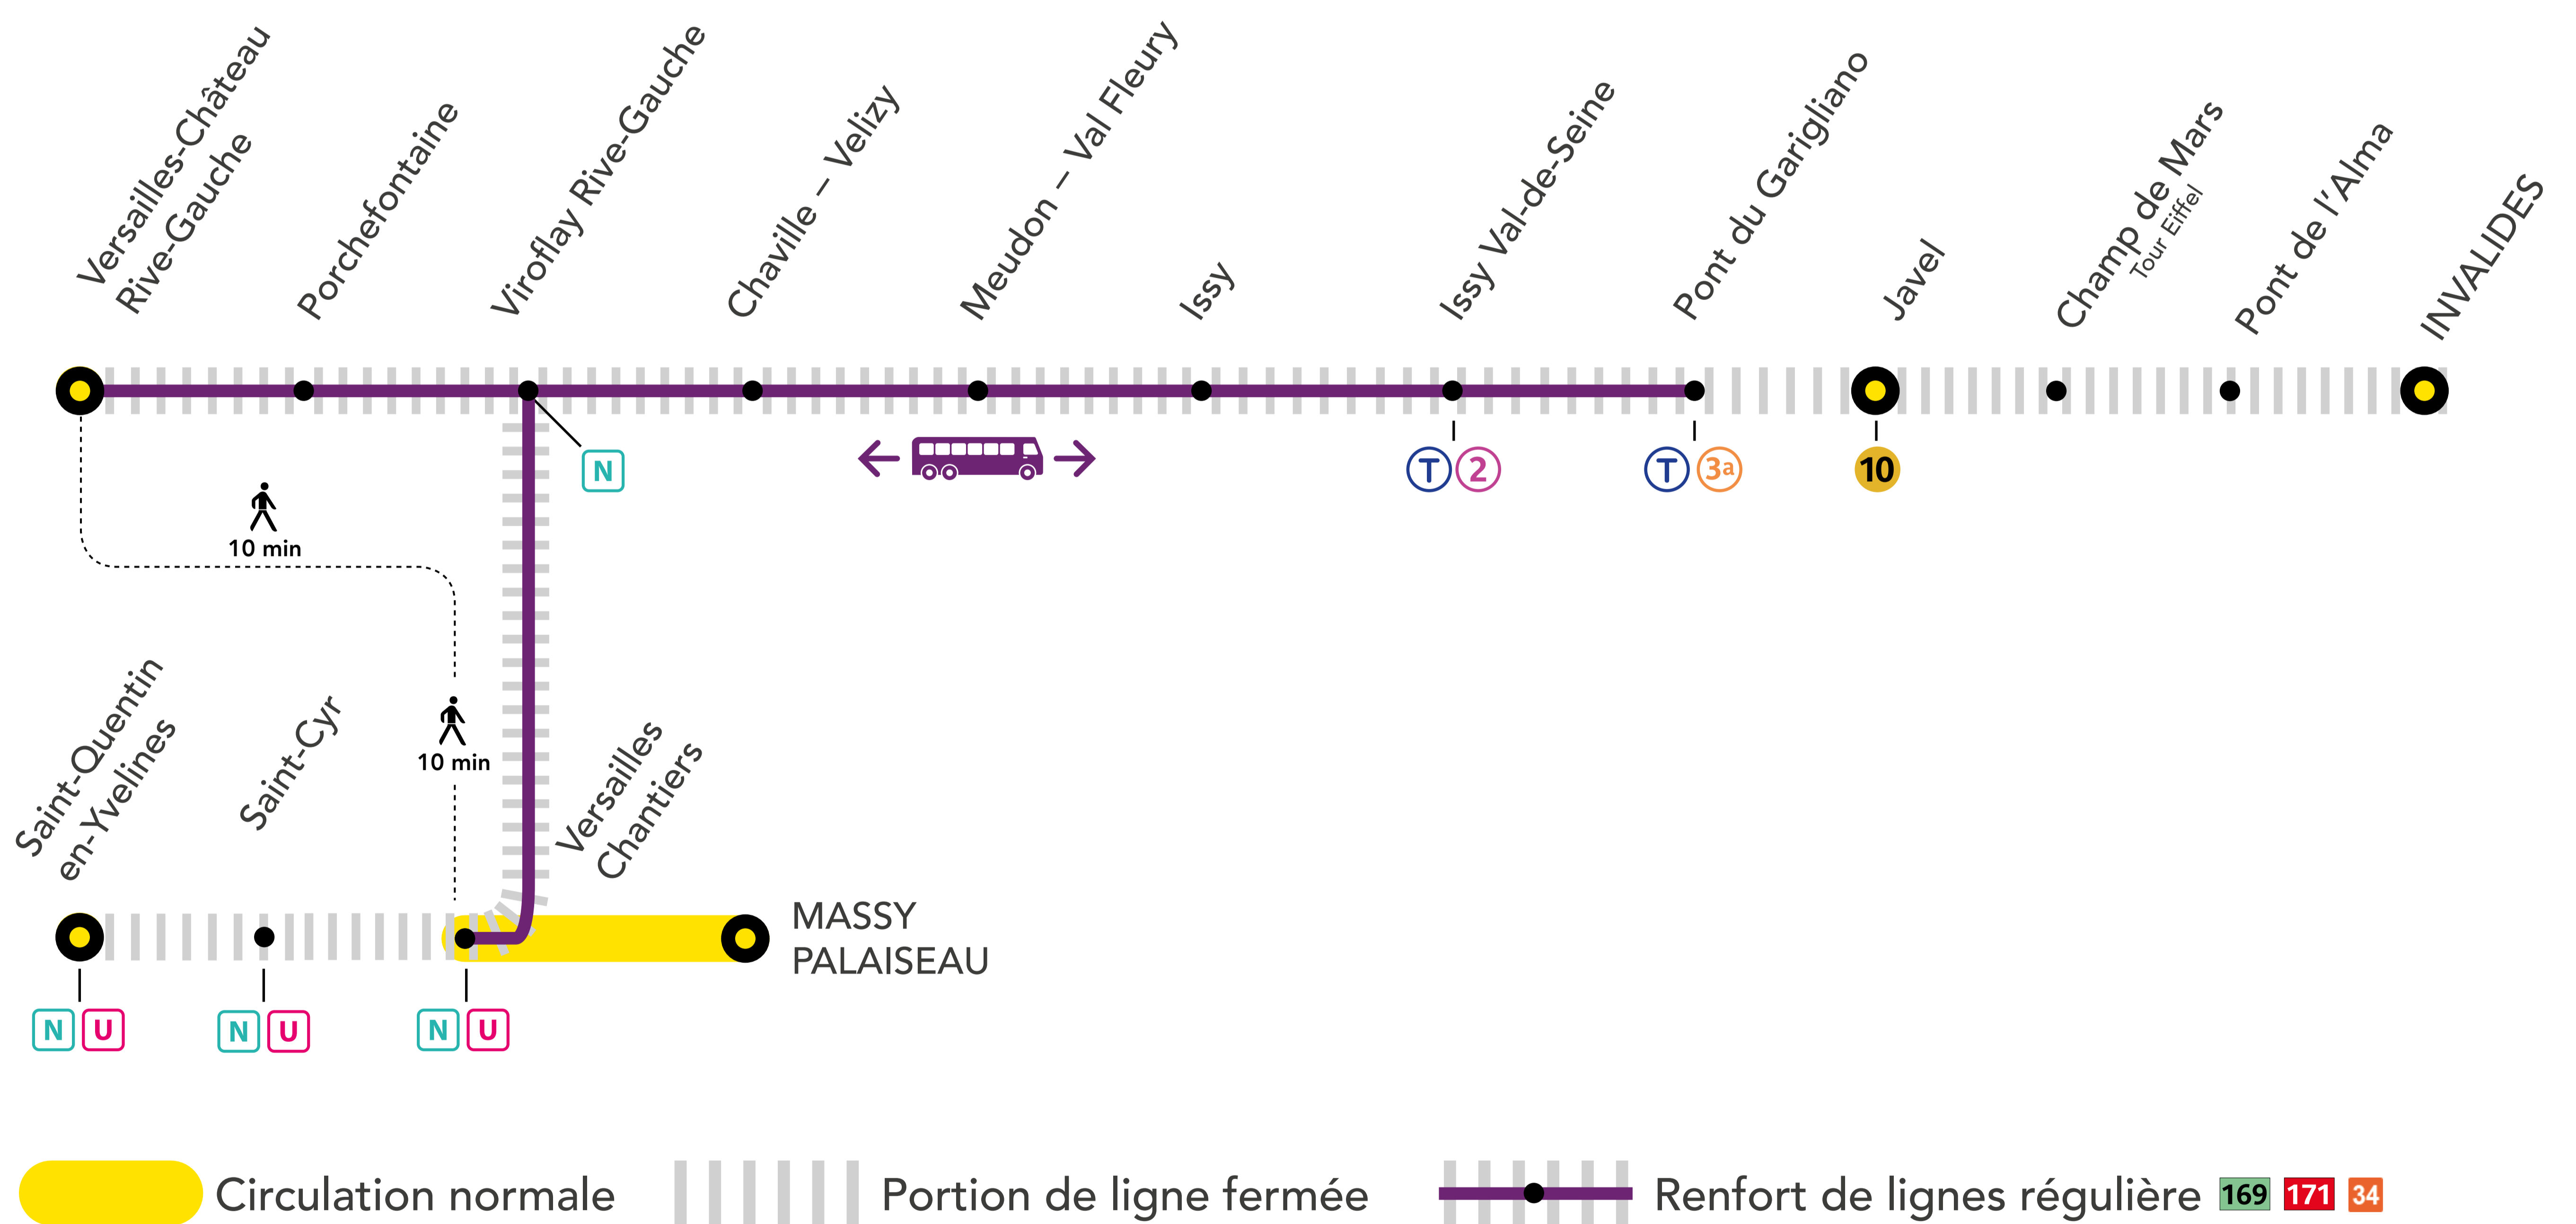 Versailles-Château
Rive-Gauche
Porchefontaine
Viroflay Rive-Gauche
Chaville – Velizy
Meudon – Val Fleury
Issy
Issy Val-de-Seine
Pont du Garigliano
Javel
Champ de Mars
Tour Eiffel
Pont de l'Alma
INVALIDES
N
T 2
T 3a
10
10 min
10 min
Saint-Quentin
en-Yvelines
Saint-Cyr
Versailles
Chantiers
MASSY
PALAISEAU
N U
N U
N U
Circulation normale
Portion de ligne fermée
Renfort de lignes régulière 169 171 34